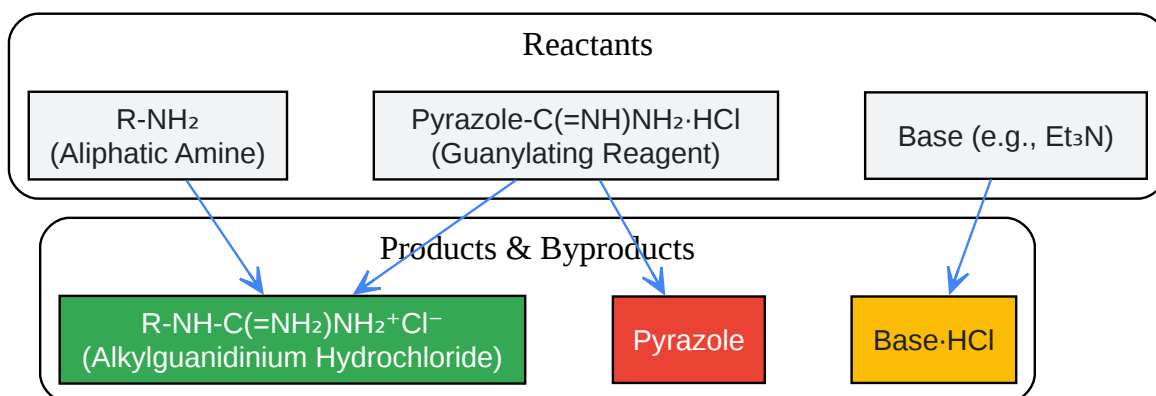 Reactants
R-NH₂
(Aliphatic Amine)
Pyrazole-C(=NH)NH₂·HCl
(Guanylating Reagent)
Base (e.g., Et₃N)
Products & Byproducts
R-NH-C(=NH₂)NH₂⁺Cl⁻
(Alkylguanidinium Hydrochloride)
Pyrazole
Base·HCl